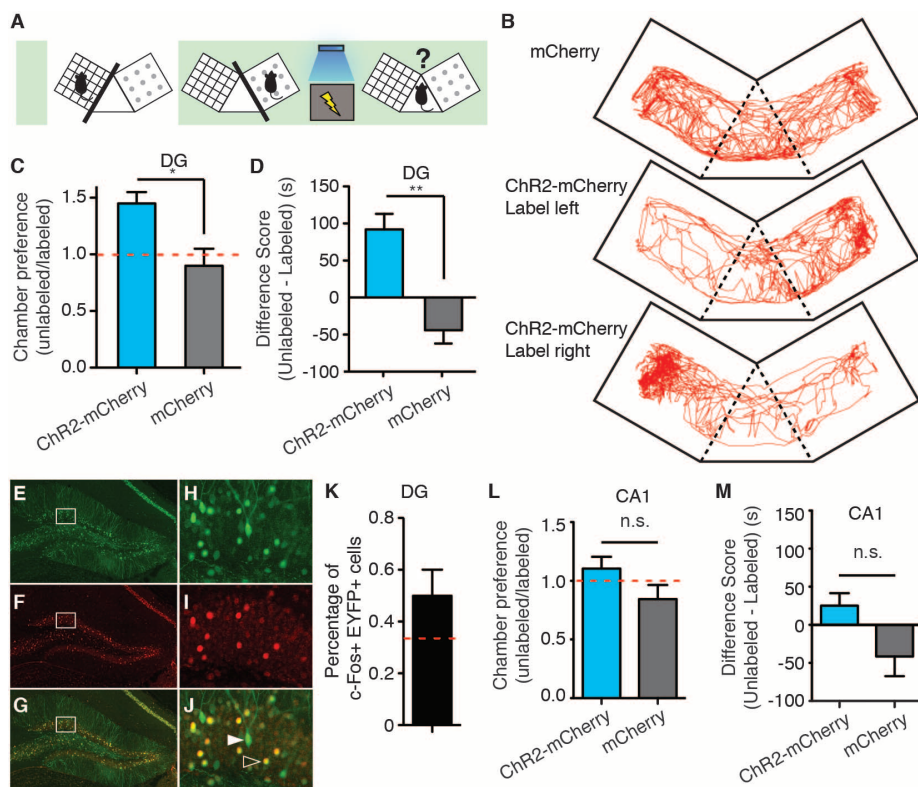 A
?
B
mCherry
ChR2-mCherry
Label left
ChR2-mCherry
Label right
C
DG
*
Chamber preference
(unlabeled/labeled)
1.5
1.0
0.5
0.0
ChR2-mCherry
mCherry
D
DG
**
Difference Score
(Unlabeled - Labeled) (s)
150
100
50
0
-50
-100
ChR2-mCherry
mCherry
E
F
G
H
I
J
K
DG
Percentage of
c-Fos+ EYFP+ cells
0.8
0.6
0.4
0.2
0
L
CA1
n.s.
Chamber preference
(unlabeled/labeled)
1.5
1.0
0.5
0.0
ChR2-mCherry
mCherry
M
CA1
n.s.
Difference Score
(Unlabeled - Labeled) (s)
150
100
50
0
-50
-100
ChR2-mCherry
mCherry